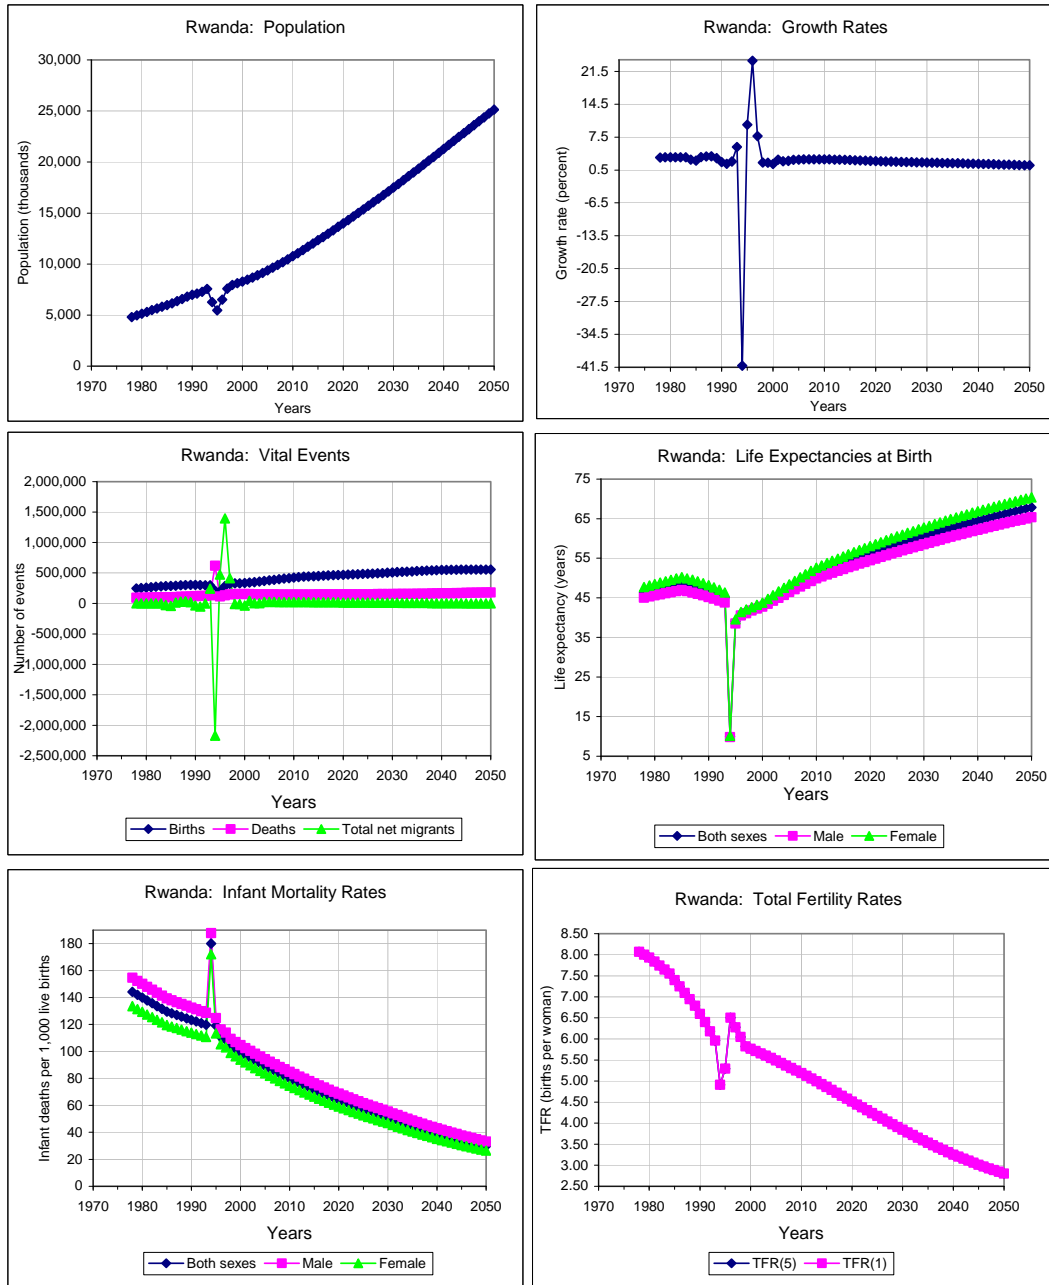 Rwanda: Population
30,000
25,000
20,000
15,000
10,000
5,000
0
1970 1980 1990 2000 2010 2020 2030 2040 2050
Years
Population (thousands)
Rwanda: Growth Rates
21.5
14.5
7.5
0.5
-6.5
-13.5
-20.5
-27.5
-34.5
-41.5
1970 1980 1990 2000 2010 2020 2030 2040 2050
Years
Growth rate (percent)
Rwanda: Vital Events
2,000,000
1,500,000
1,000,000
500,000
0
-500,000
-1,000,000
-1,500,000
-2,000,000
-2,500,000
1970 1980 1990 2000 2010 2020 2030 2040 2050
Number of events
Years
Births Deaths Total net migrants
Rwanda: Life Expectancies at Birth
75
65
55
45
35
25
15
5
1970 1980 1990 2000 2010 2020 2030 2040 2050
Life expectancy (years)
Years
Both sexes Male Female
Rwanda: Infant Mortality Rates
180
160
140
120
100
80
60
40
20
0
1970 1980 1990 2000 2010 2020 2030 2040 2050
Infant deaths per 1,000 live births
Years
Both sexes Male Female
Rwanda: Total Fertility Rates
8.50
8.00
7.50
7.00
6.50
6.00
5.50
5.00
4.50
4.00
3.50
3.00
2.50
1970 1980 1990 2000 2010 2020 2030 2040 2050
TFR (births per woman)
Years
TFR(5) TFR(1)